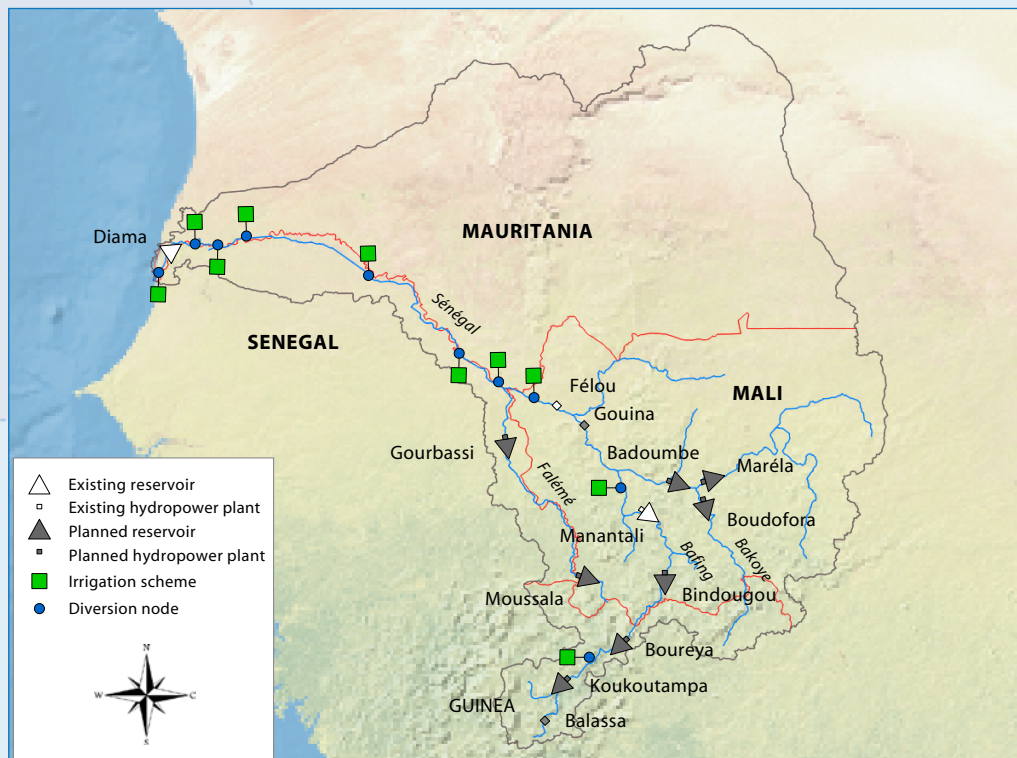 Diama
MAURITANIA
Sénégal
SENEGAL
Félou
MALI
Gouina
Gourbassi
Badoumbe
Maréla
Falémé
Boudofora
Manantali
Bafing
Bakoye
Moussala
Bindougou
Boureya
Koukoutampa
GUINEA
Balassa
Existing reservoir
Existing hydropower plant
Planned reservoir
Planned hydropower plant
Irrigation scheme
Diversion node
N
W
C
S